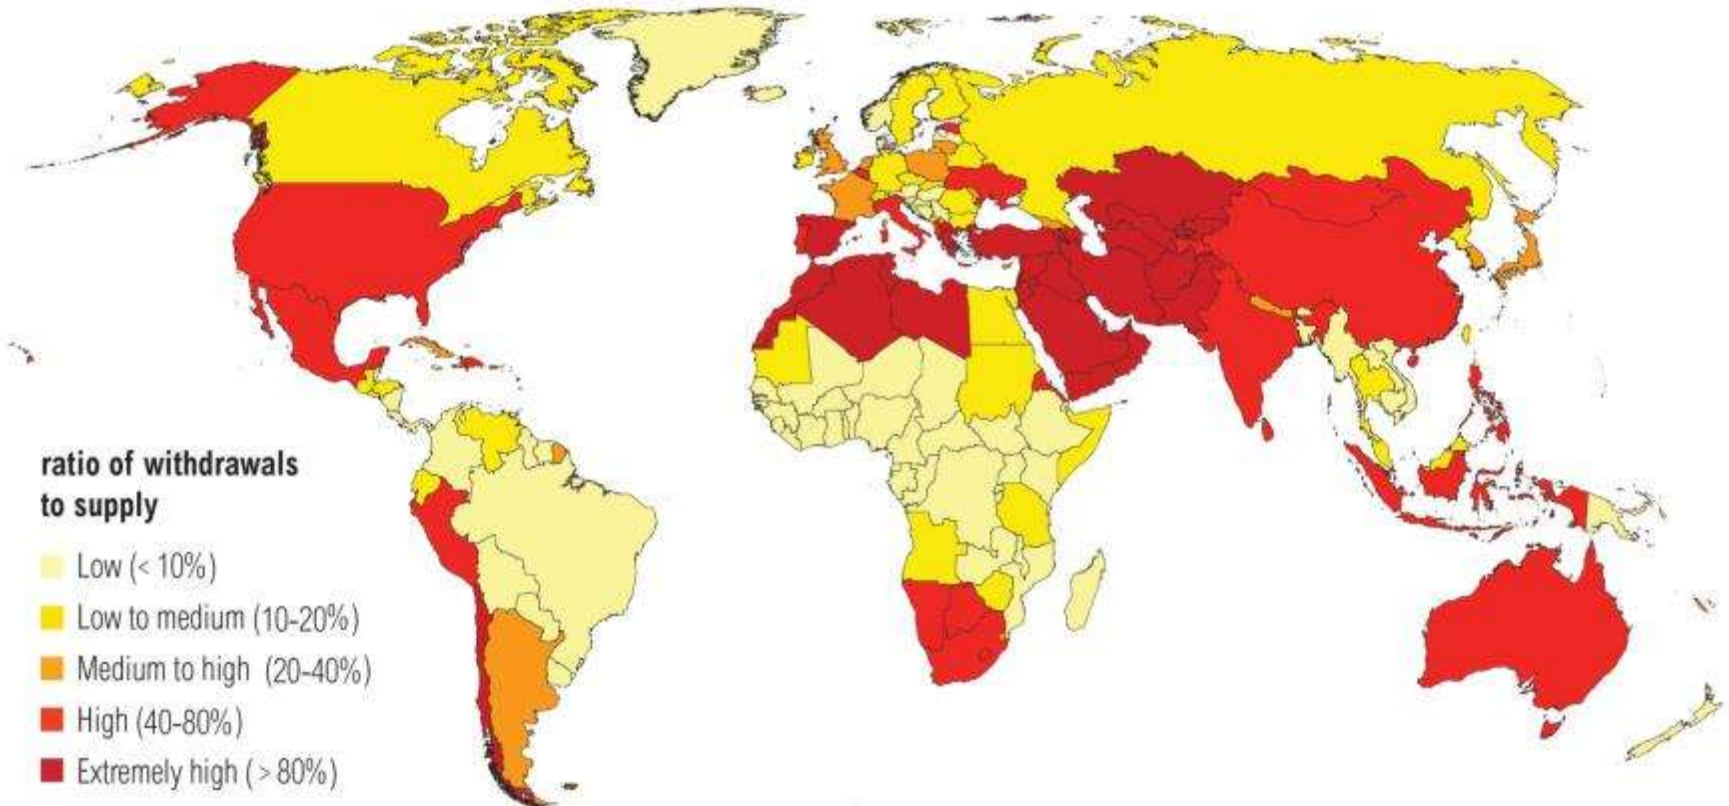 ratio of withdrawals
to supply
Low (< 10%)
Low to medium (10-20%)
Medium to high (20-40%)
High (40-80%)
Extremely high ( > 80%)